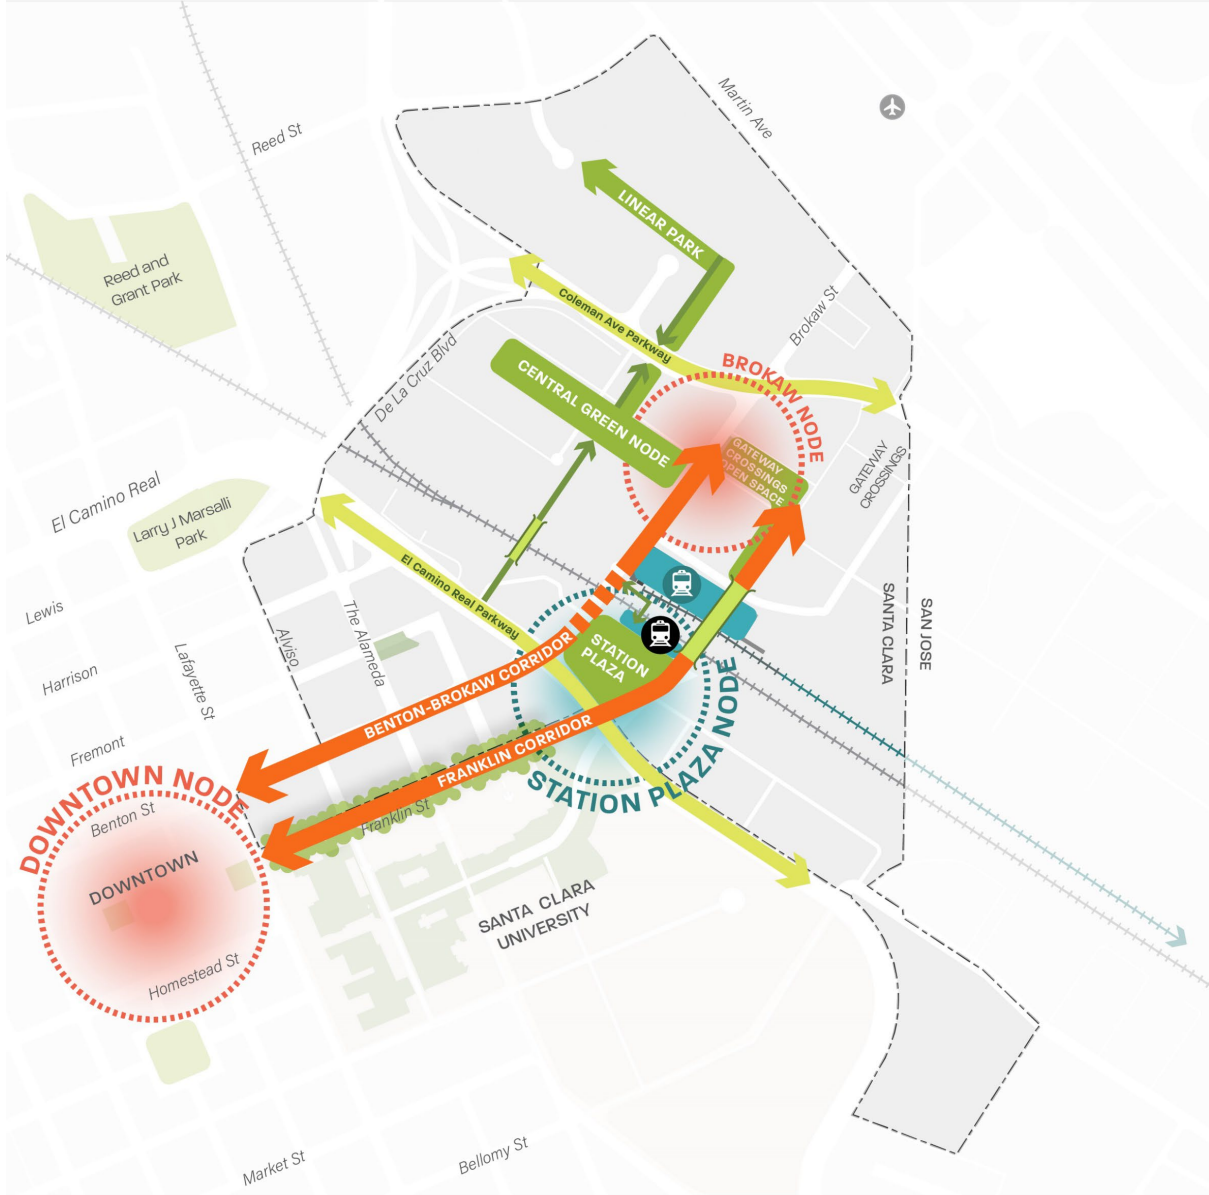 Martin Ave
Reed St
LINEAR PARK
Reed and
Grant Park
Coleman Ave Parkway
Brokaw St
De La Cruz Blvd
BROKAW NODE
CENTRAL GREEN NODE
GATEWAY
CROSSINGS
OPEN SPACE
GATEWAY
CROSSINGS
El Camino Real
Larry J Marsalli
Park
El Camino Real Parkway
Lewis
Alviso
The Alameda
Lafayette St
Harrison
Fremont
SANTA CLARA
SAN JOSE
STATION
PLAZA
BENTON-BROKAW CORRIDOR
FRANKLIN CORRIDOR
STATION PLAZA NODE
DOWNTOWN NODE
Benton St
Franklin St
DOWNTOWN
SANTA CLARA
UNIVERSITY
Homestead St
Market St
Bellomy St